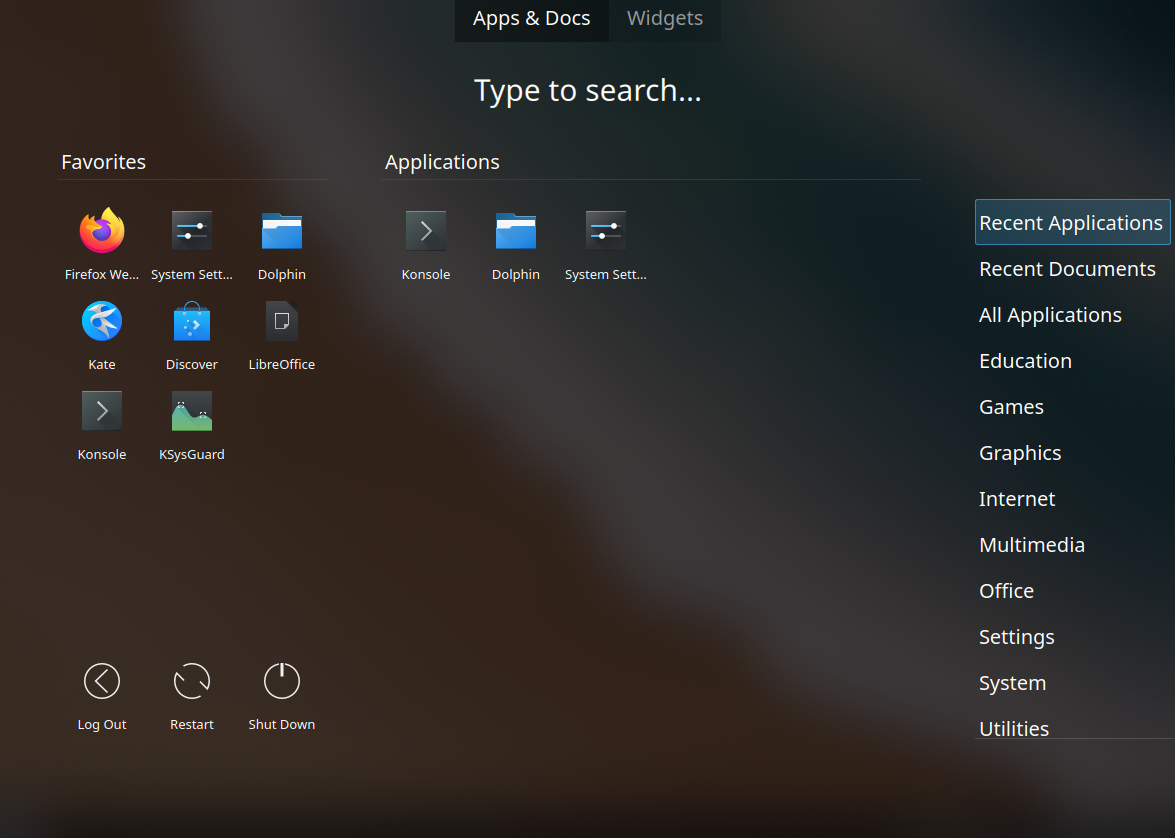 Apps & Docs
Widgets
Type to search...
Favorites
Applications
Firefox We...
System Sett...
Dolphin
Kate
Discover
LibreOffice
Konsole
KSysGuard
Konsole
Dolphin
System Sett...
Recent Applications
Recent Documents
All Applications
Education
Games
Graphics
Internet
Multimedia
Office
Settings
System
Utilities
Log Out
Restart
Shut Down